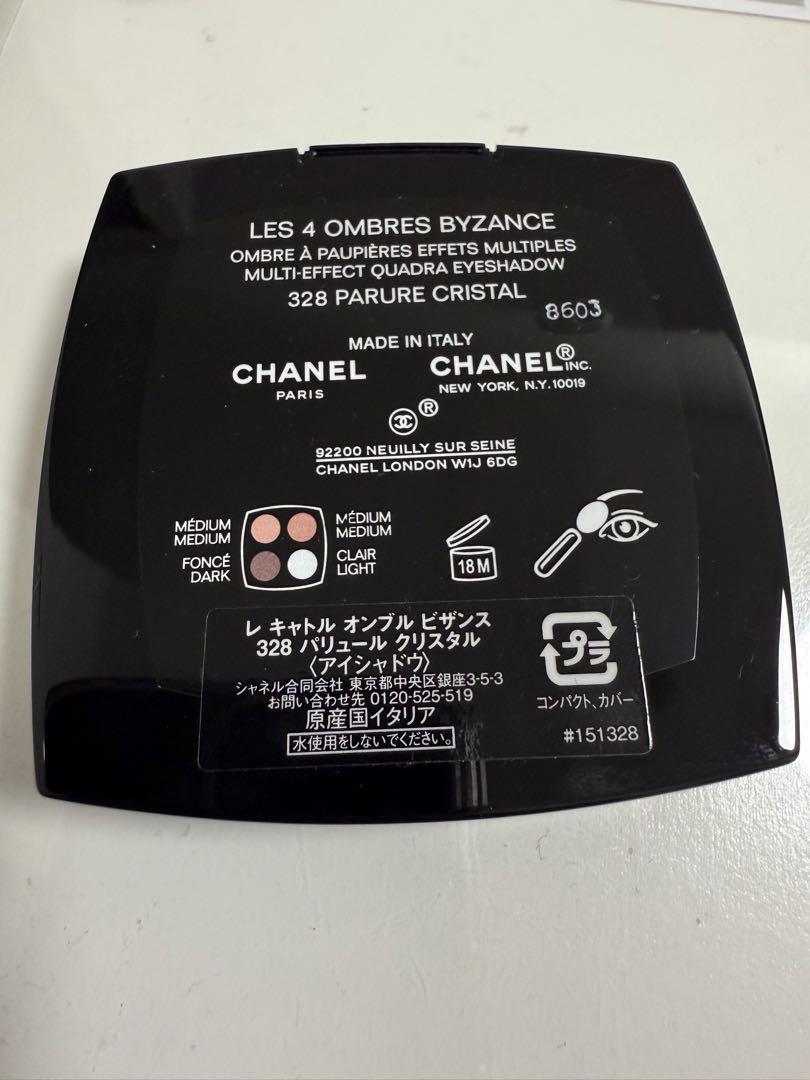 LES 4 OMBRES BYZANCE
OMBRE À PAUPIÈRES EFFETS MULTIPLES
MULTI-EFFECT QUADRA EYESHADOW
328 PARURE CRISTAL
8603
MADE IN ITALY
CHANEL
PARIS
CHANEL® INC.
NEW YORK, N.Y. 10019
®
92200 NEUILLY SUR SEINE
CHANEL LONDON W1J 6DG
MÉDIUM
MEDIUM
MÉDIUM
MEDIUM
FONCÉ
DARK
CLAIR
LIGHT
18 M
レ キャトル オンブル ビザンス
328 パリュール クリスタル
〈アイシャドウ〉
シャネル合同会社 東京都中央区銀座3-5-3
お問い合わせ先 0120-525-519
原産国イタリア
水使用をしないでください。
プラ
コンパクト、カバー
#151328